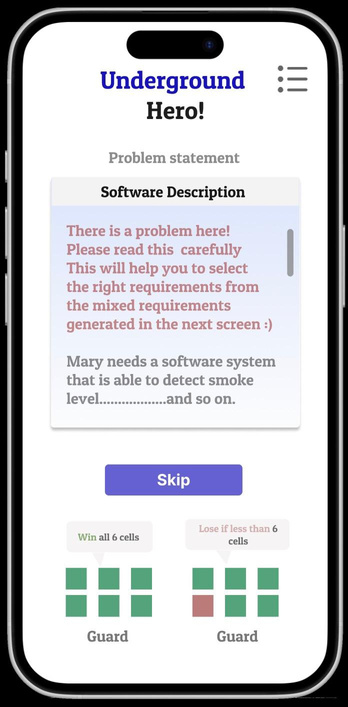 Underground
Hero!
Problem statement
Software Description
There is a problem here!
Please read this carefully
This will help you to select
the right requirements from
the mixed requirements
generated in the next screen :)
Mary needs a software system
that is able to detect smoke
level..................and so on.
Skip
Win all 6 cells
Lose if less than 6
cells
Guard
Guard